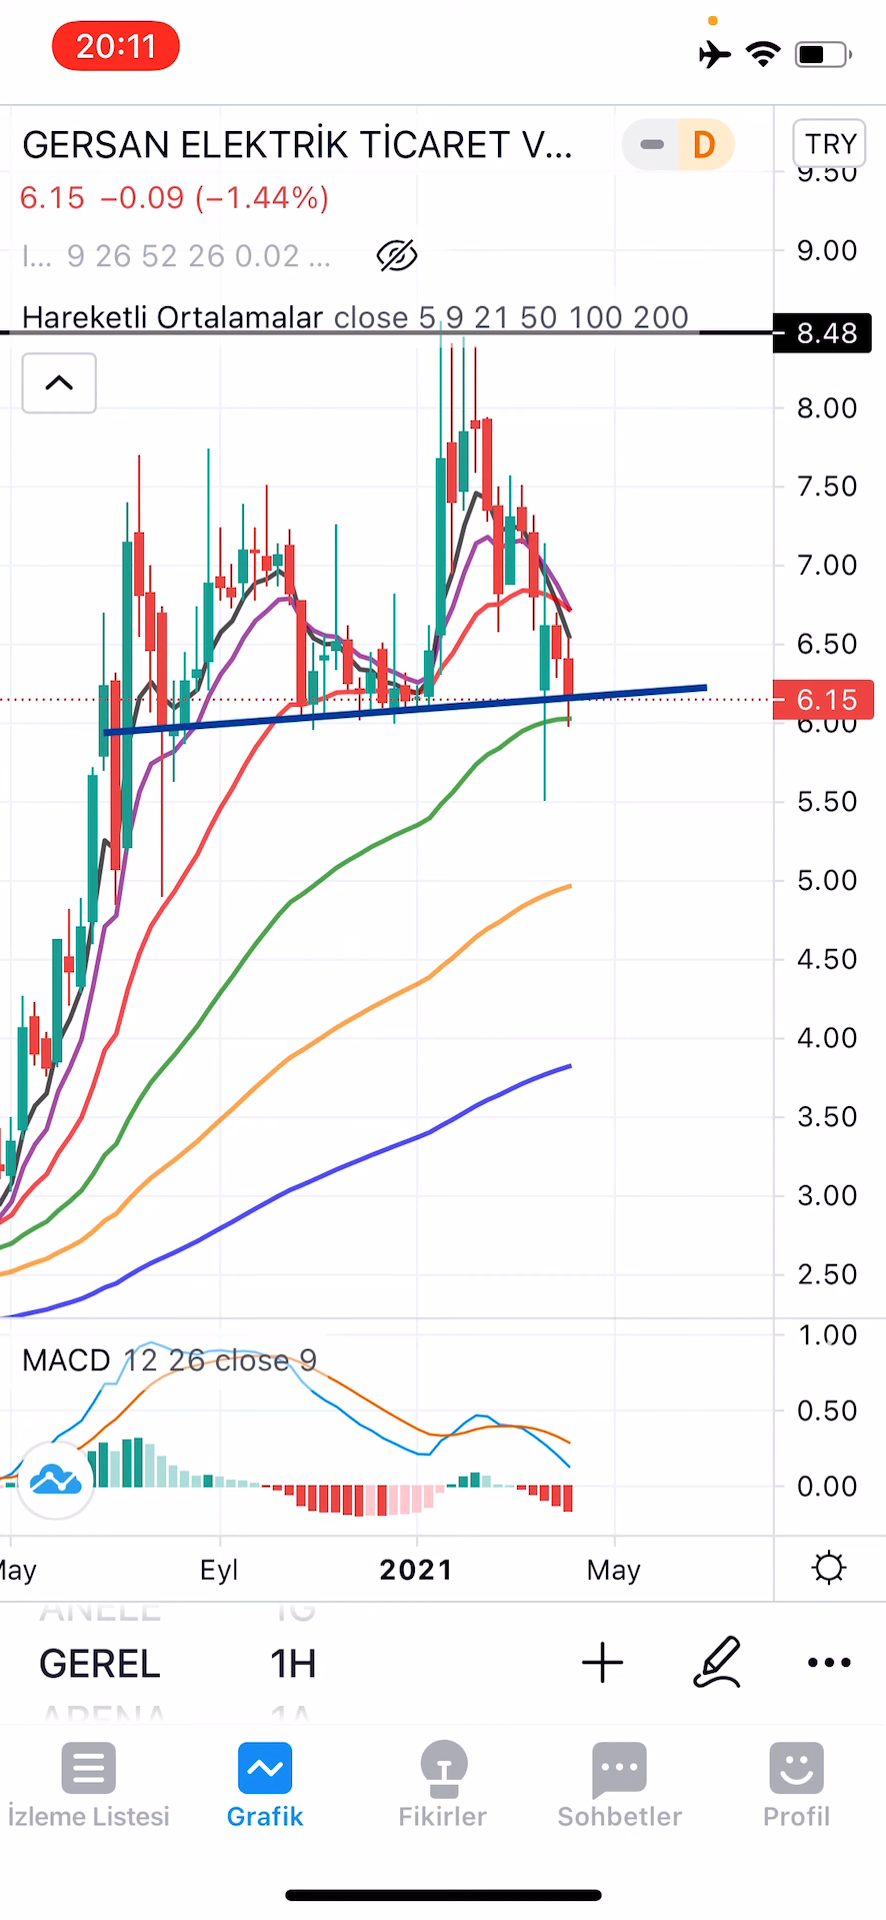 20:11
GERSAN ELEKTRİK TİCARET V... D TRY
6.15 −0.09 (−1.44%)
I... 9 26 52 26 0.02 ...
Hareketli Ortalamalar close 5 9 21 50 100 200
9.50
9.00
8.48
8.00
7.50
7.00
6.50
6.15
6.00
5.50
5.00
4.50
4.00
3.50
3.00
2.50
MACD 12 26 close 9
1.00
0.50
0.00
May Eyl 2021 May
ANELE 1G
GEREL 1H
ARENA 1A
İzleme Listesi Grafik Fikirler Sohbetler Profil